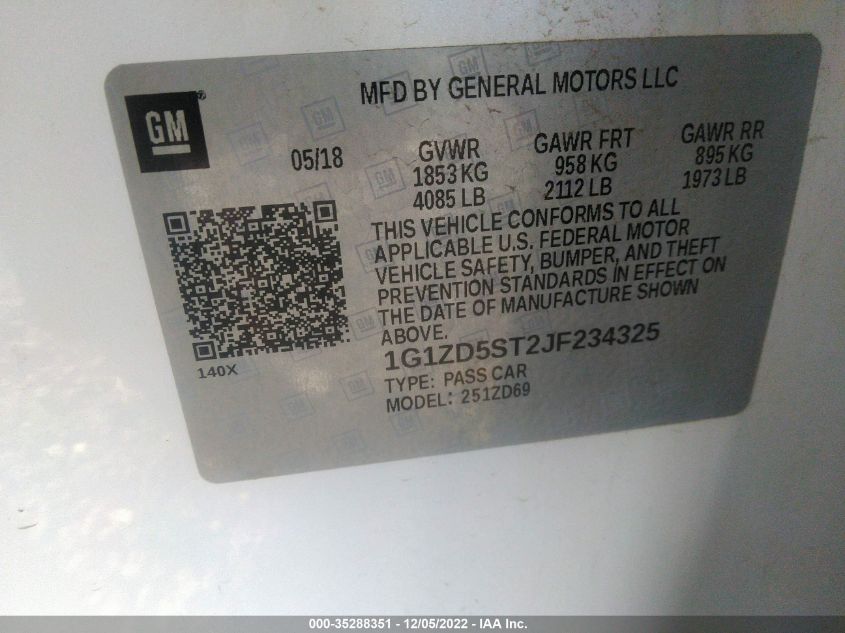 MFD BY GENERAL MOTORS LLC
GM
05/18
GVWR
1853 KG
4085 LB
GAWR FRT
958 KG
2112 LB
GAWR RR
895 KG
1973 LB
THIS VEHICLE CONFORMS TO ALL
APPLICABLE U.S. FEDERAL MOTOR
VEHICLE SAFETY, BUMPER, AND THEFT
PREVENTION STANDARDS IN EFFECT ON
THE DATE OF MANUFACTURE SHOWN
ABOVE.
140X
1G1ZD5ST2JF234325
TYPE: PASS CAR
MODEL: 251ZD69
000-35288351 - 12/05/2022 - IAA Inc.